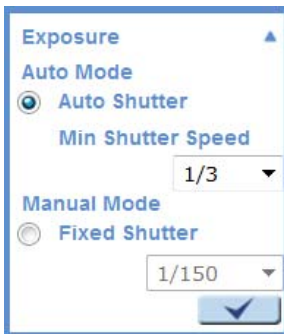 Exposure
Auto Mode
Auto Shutter
Min Shutter Speed
1/3
Manual Mode
Fixed Shutter
1/150